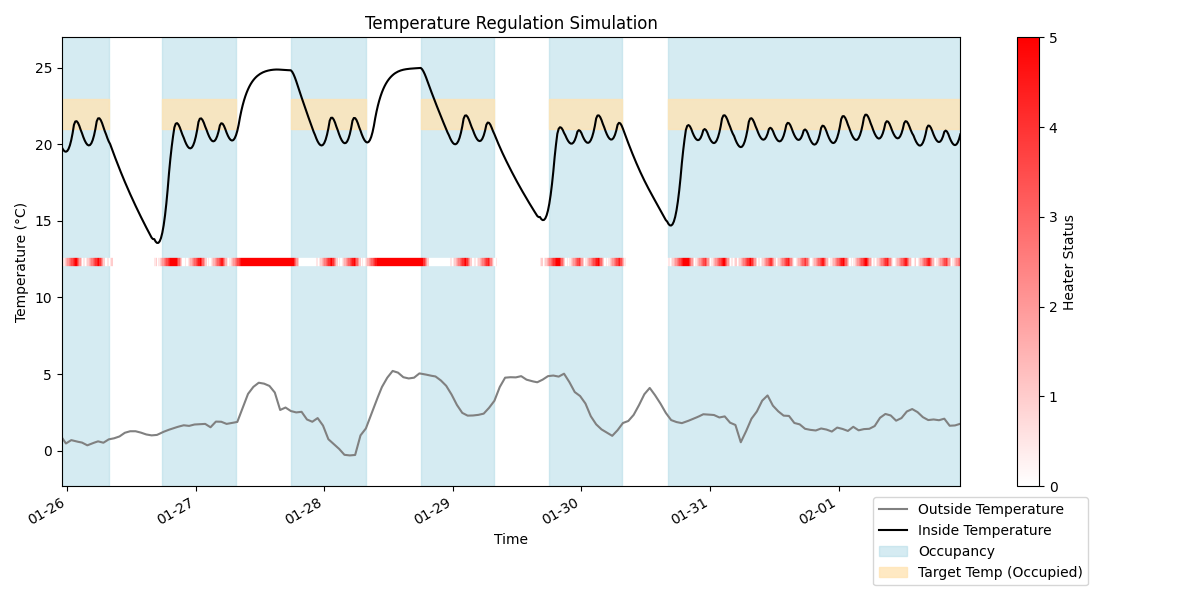 Temperature Regulation Simulation
25
20
15
10
5
0
Temperature (°C)
01-26
01-27
01-28
01-29
01-30
01-31
02-01
Time
5
4
3
2
1
0
Heater Status
Outside Temperature
Inside Temperature
Occupancy
Target Temp (Occupied)